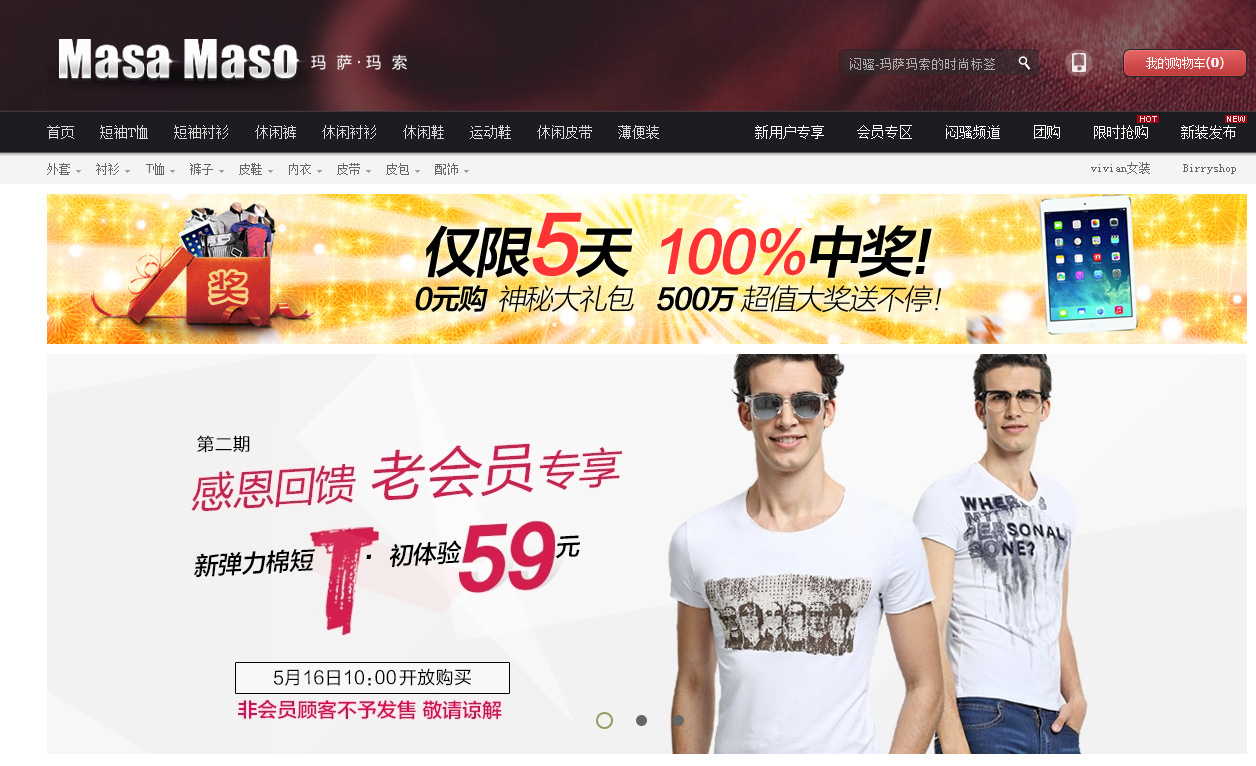 Masa Maso 玛萨·玛索
闷骚-玛萨玛索的时尚标签
我的购物车(0)
首页 短袖T恤 短袖衬衫 休闲裤 休闲衬衫 休闲鞋 运动鞋 休闲皮带 薄便装 新用户专享 会员专区 闷骚频道 团购 限时抢购 HOT 新装发布 NEW
外套 衬衫 T恤 裤子 皮鞋 内衣 皮带 皮包 配饰 vivian女装 Birryshop
奖
仅限5天 100%中奖!
0元购 神秘大礼包 500万超值大奖送不停!
第二期
感恩回馈 老会员专享
新弹力棉短T· 初体验59元
5月16日10:00开放购买
非会员顾客不予发售 敬请谅解
WHERE'S
MY
PERSONAL
ONE?